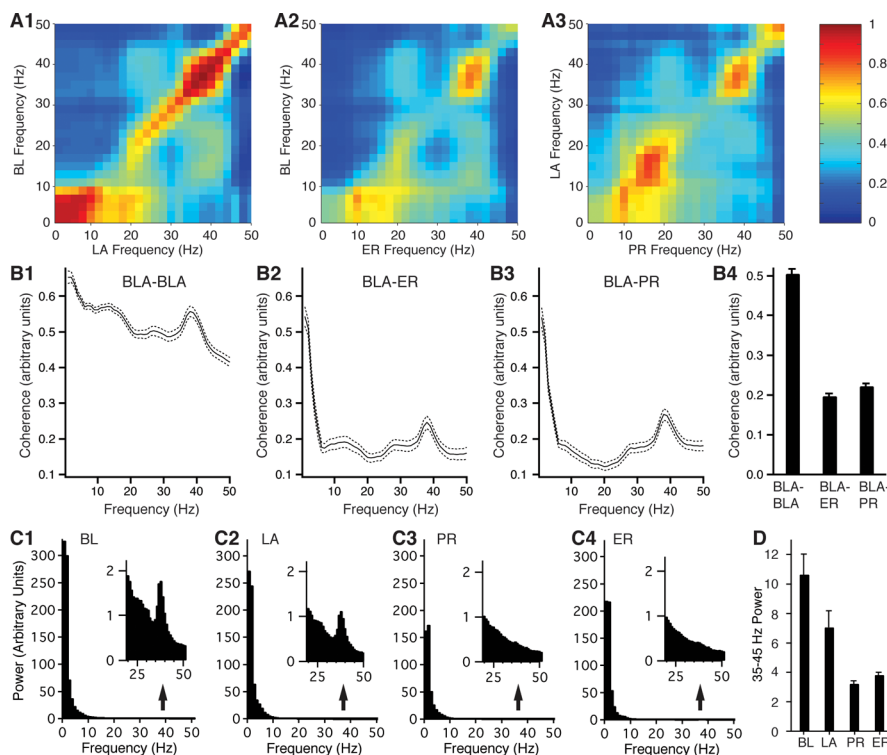 A1
50
40
30
20
10
0
BL Frequency (Hz)
0 10 20 30 40 50
LA Frequency (Hz)
A2
50
40
30
20
10
0
BL Frequency (Hz)
0 10 20 30 40 50
ER Frequency (Hz)
A3
50
40
30
20
10
0
LA Frequency (Hz)
0 10 20 30 40 50
PR Frequency (Hz)
1
0.8
0.6
0.4
0.2
0
B1
BLA-BLA
Coherence (arbitrary units)
0.6
0.5
0.4
0.3
0.2
0.1
10 20 30 40 50
Frequency (Hz)
B2
BLA-ER
Coherence (arbitrary units)
0.6
0.5
0.4
0.3
0.2
0.1
10 20 30 40 50
Frequency (Hz)
B3
BLA-PR
Coherence (arbitrary units)
0.6
0.5
0.4
0.3
0.2
0.1
10 20 30 40 50
Frequency (Hz)
B4
Coherence (arbitrary units)
0.5
0.4
0.3
0.2
0.1
0.0
BLA- BLA- BLA-
BLA ER PR
C1
BL
Power (Arbitrary Units)
300
250
200
150
100
50
0
2
1
0
25 50
0 10 20 30 40 50
Frequency (Hz)
C2
LA
300
250
200
150
100
50
0
2
1
0
25 50
0 10 20 30 40 50
Frequency (Hz)
C3
PR
300
250
200
150
100
50
0
2
1
0
25 50
0 10 20 30 40 50
Frequency (Hz)
C4
ER
300
250
200
150
100
50
0
2
1
0
25 50
0 10 20 30 40 50
Frequency (Hz)
D
35-45 Hz Power
12
10
8
6
4
2
0
BL LA PR ER